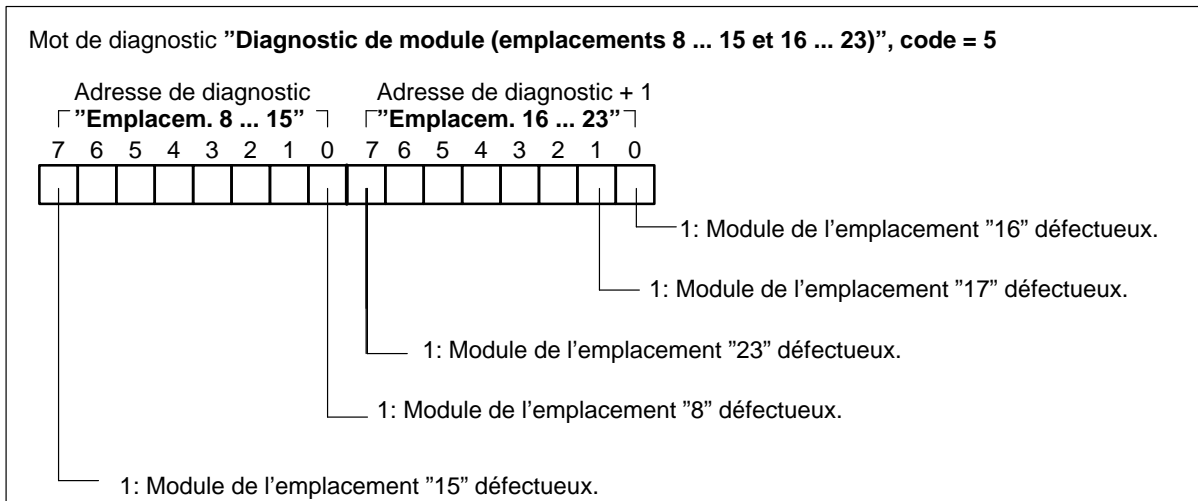 Mot de diagnostic ”Diagnostic de module (emplacements 8 ... 15 et 16 ... 23)”, code = 5
Adresse de diagnostic Adresse de diagnostic + 1
”Emplacem. 8 ... 15” ”Emplacem. 16 ... 23”
7 6 5 4 3 2 1 0 7 6 5 4 3 2 1 0
1: Module de l’emplacement ”16” défectueux.
1: Module de l’emplacement ”17” défectueux.
1: Module de l’emplacement ”23” défectueux.
1: Module de l’emplacement ”8” défectueux.
1: Module de l’emplacement ”15” défectueux.